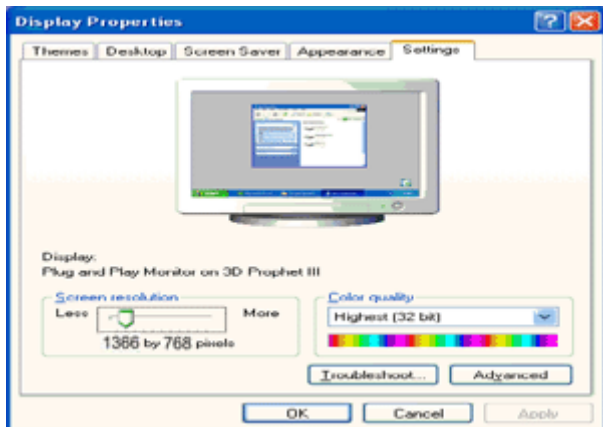 Display Properties
Themes Desktop Screen Saver Appearance Settings
Display:
Plug and Play Monitor on 3D Prophet III
Screen resolution
Less More
1366 by 768 pixels
Color quality
Highest (32 bit)
Troubleshoot... Advanced
OK Cancel Apply